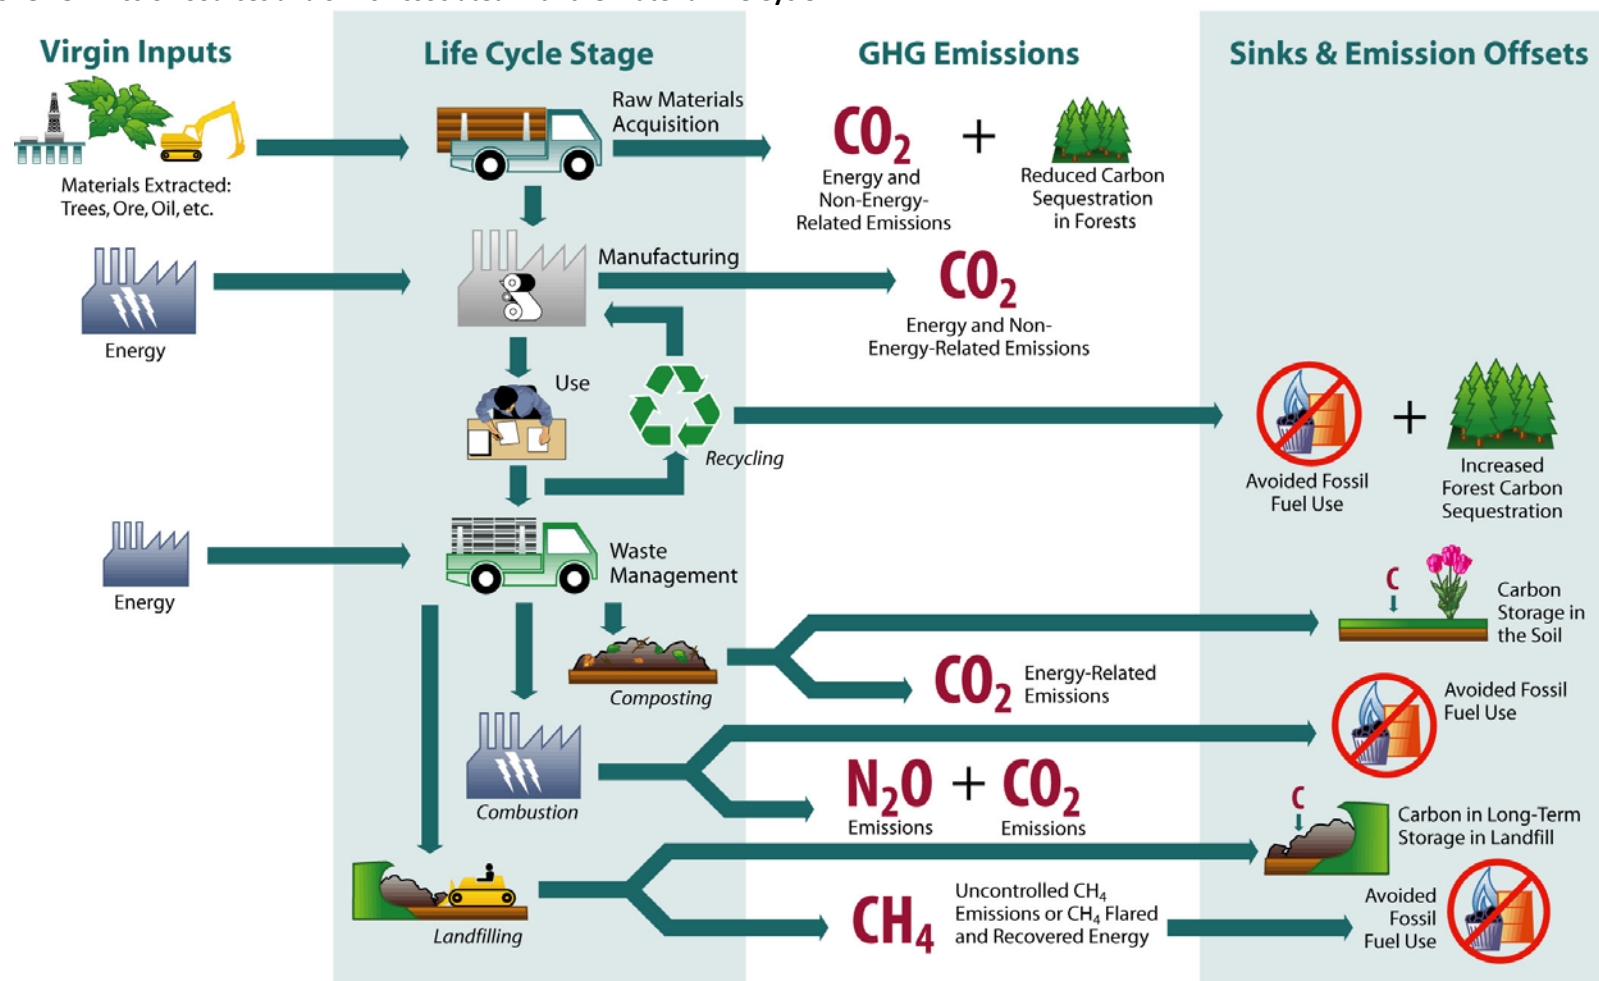 Virgin Inputs
Life Cycle Stage
GHG Emissions
Sinks & Emission Offsets
Materials Extracted:
Trees, Ore, Oil, etc.
Raw Materials
Acquisition
CO2
Energy and
Non-Energy-
Related Emissions
+
Reduced Carbon
Sequestration
in Forests
Energy
Manufacturing
CO2
Energy and Non-
Energy-Related Emissions
Use
Recycling
Avoided Fossil
Fuel Use
+
Increased
Forest Carbon
Sequestration
Energy
Waste
Management
C
Carbon
Storage in
the Soil
Composting
CO2
Energy-Related
Emissions
Avoided Fossil
Fuel Use
Combustion
N2O + CO2
Emissions
Emissions
C
Carbon in Long-Term
Storage in Landfill
Landfilling
CH4
Uncontrolled CH4
Emissions or CH4 Flared
and Recovered Energy
Avoided
Fossil
Fuel Use